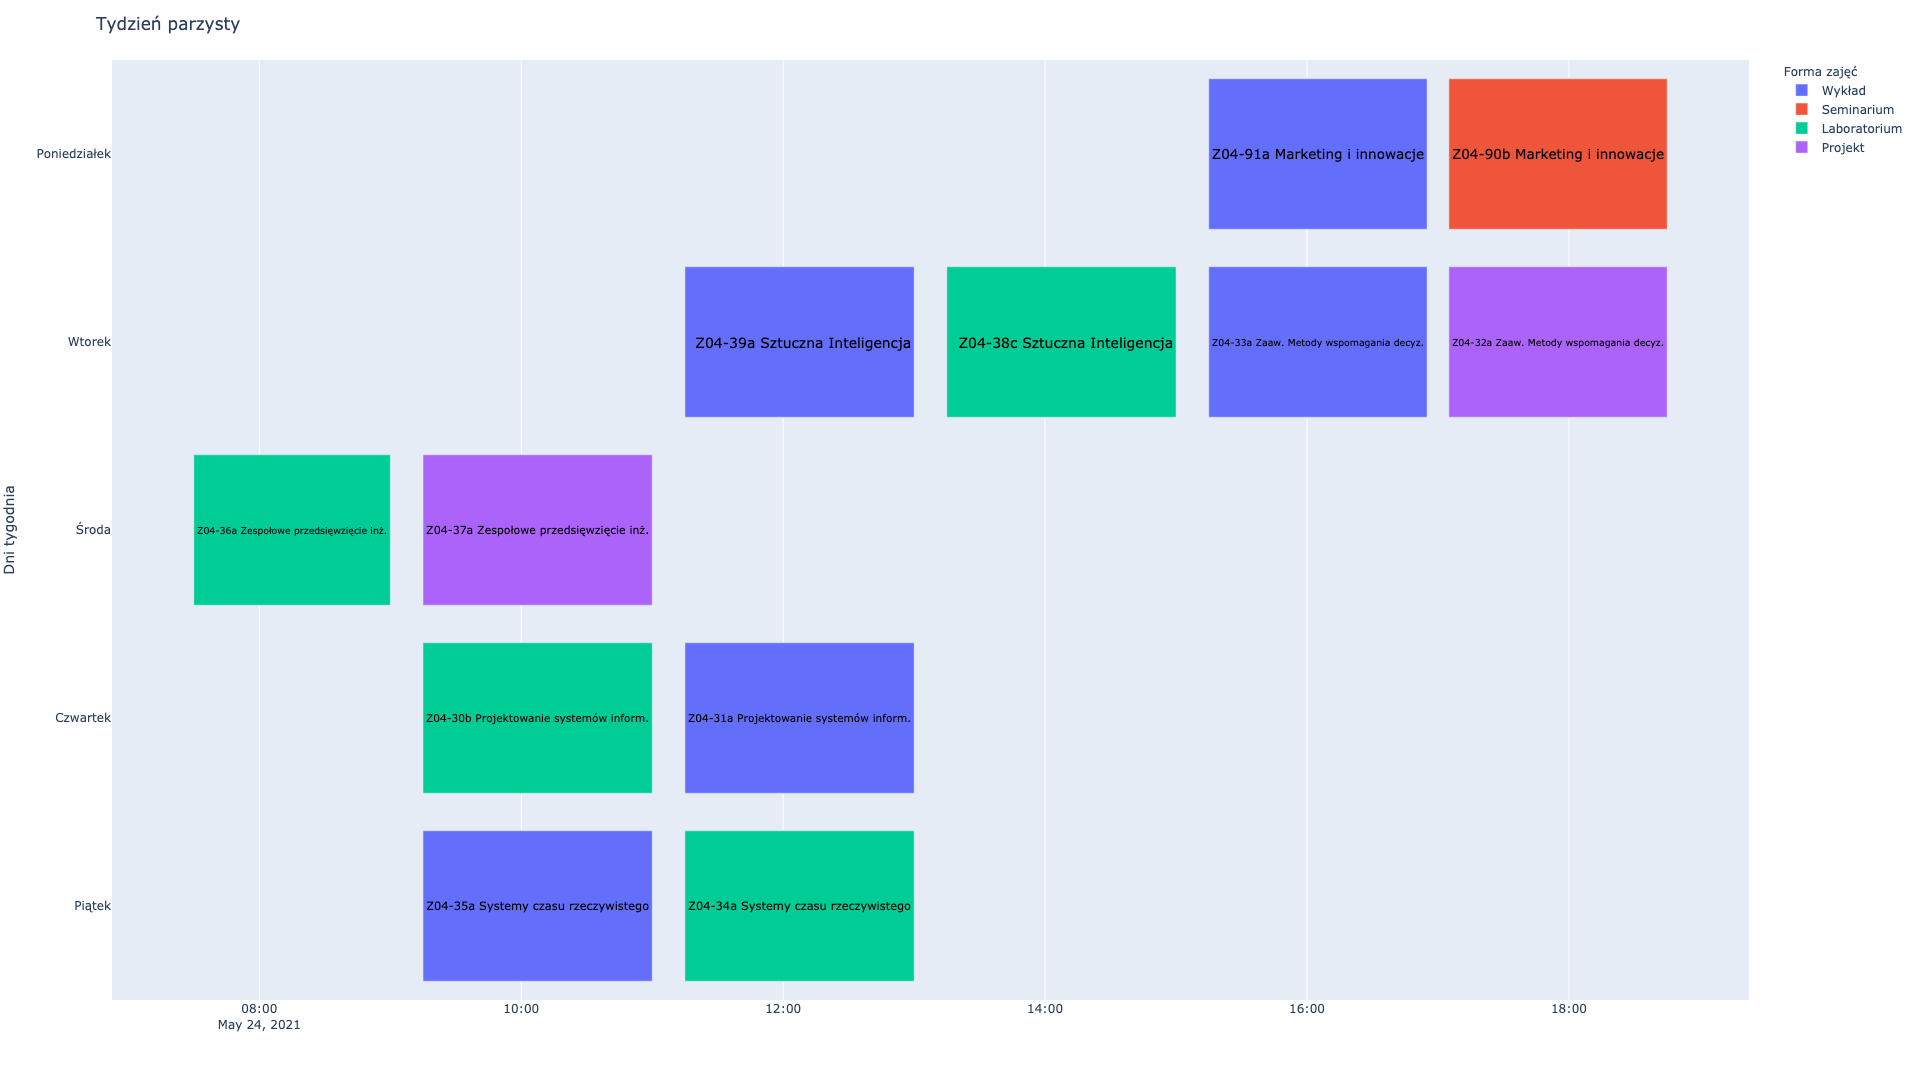 Tydzień parzysty
Forma zajęć
Wykład
Seminarium
Laboratorium
Projekt
Dni tygodnia
Poniedziałek
Z04-91a Marketing i innowacje
Z04-90b Marketing i innowacje
Wtorek
Z04-39a Sztuczna Inteligencja
Z04-38c Sztuczna Inteligencja
Z04-33a Zaaw. Metody wspomagania decyz.
Z04-32a Zaaw. Metody wspomagania decyz.
Środa
Z04-36a Zespołowe przedsięwzięcie inż.
Z04-37a Zespołowe przedsięwzięcie inż.
Czwartek
Z04-30b Projektowanie systemów inform.
Z04-31a Projektowanie systemów inform.
Piątek
Z04-35a Systemy czasu rzeczywistego
Z04-34a Systemy czasu rzeczywistego
08:00
May 24, 2021
10:00
12:00
14:00
16:00
18:00